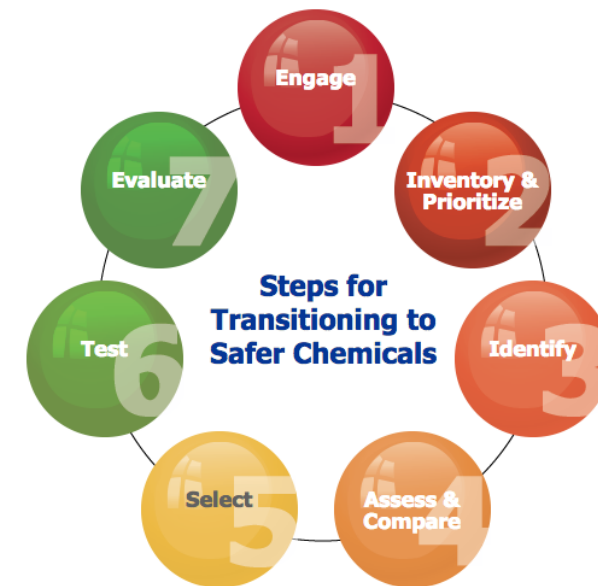 Engage
1
Inventory &
Prioritize
2
Identify
3
Assess &
Compare
4
Select
5
Test
6
Evaluate
7
Steps for
Transitioning to
Safer Chemicals